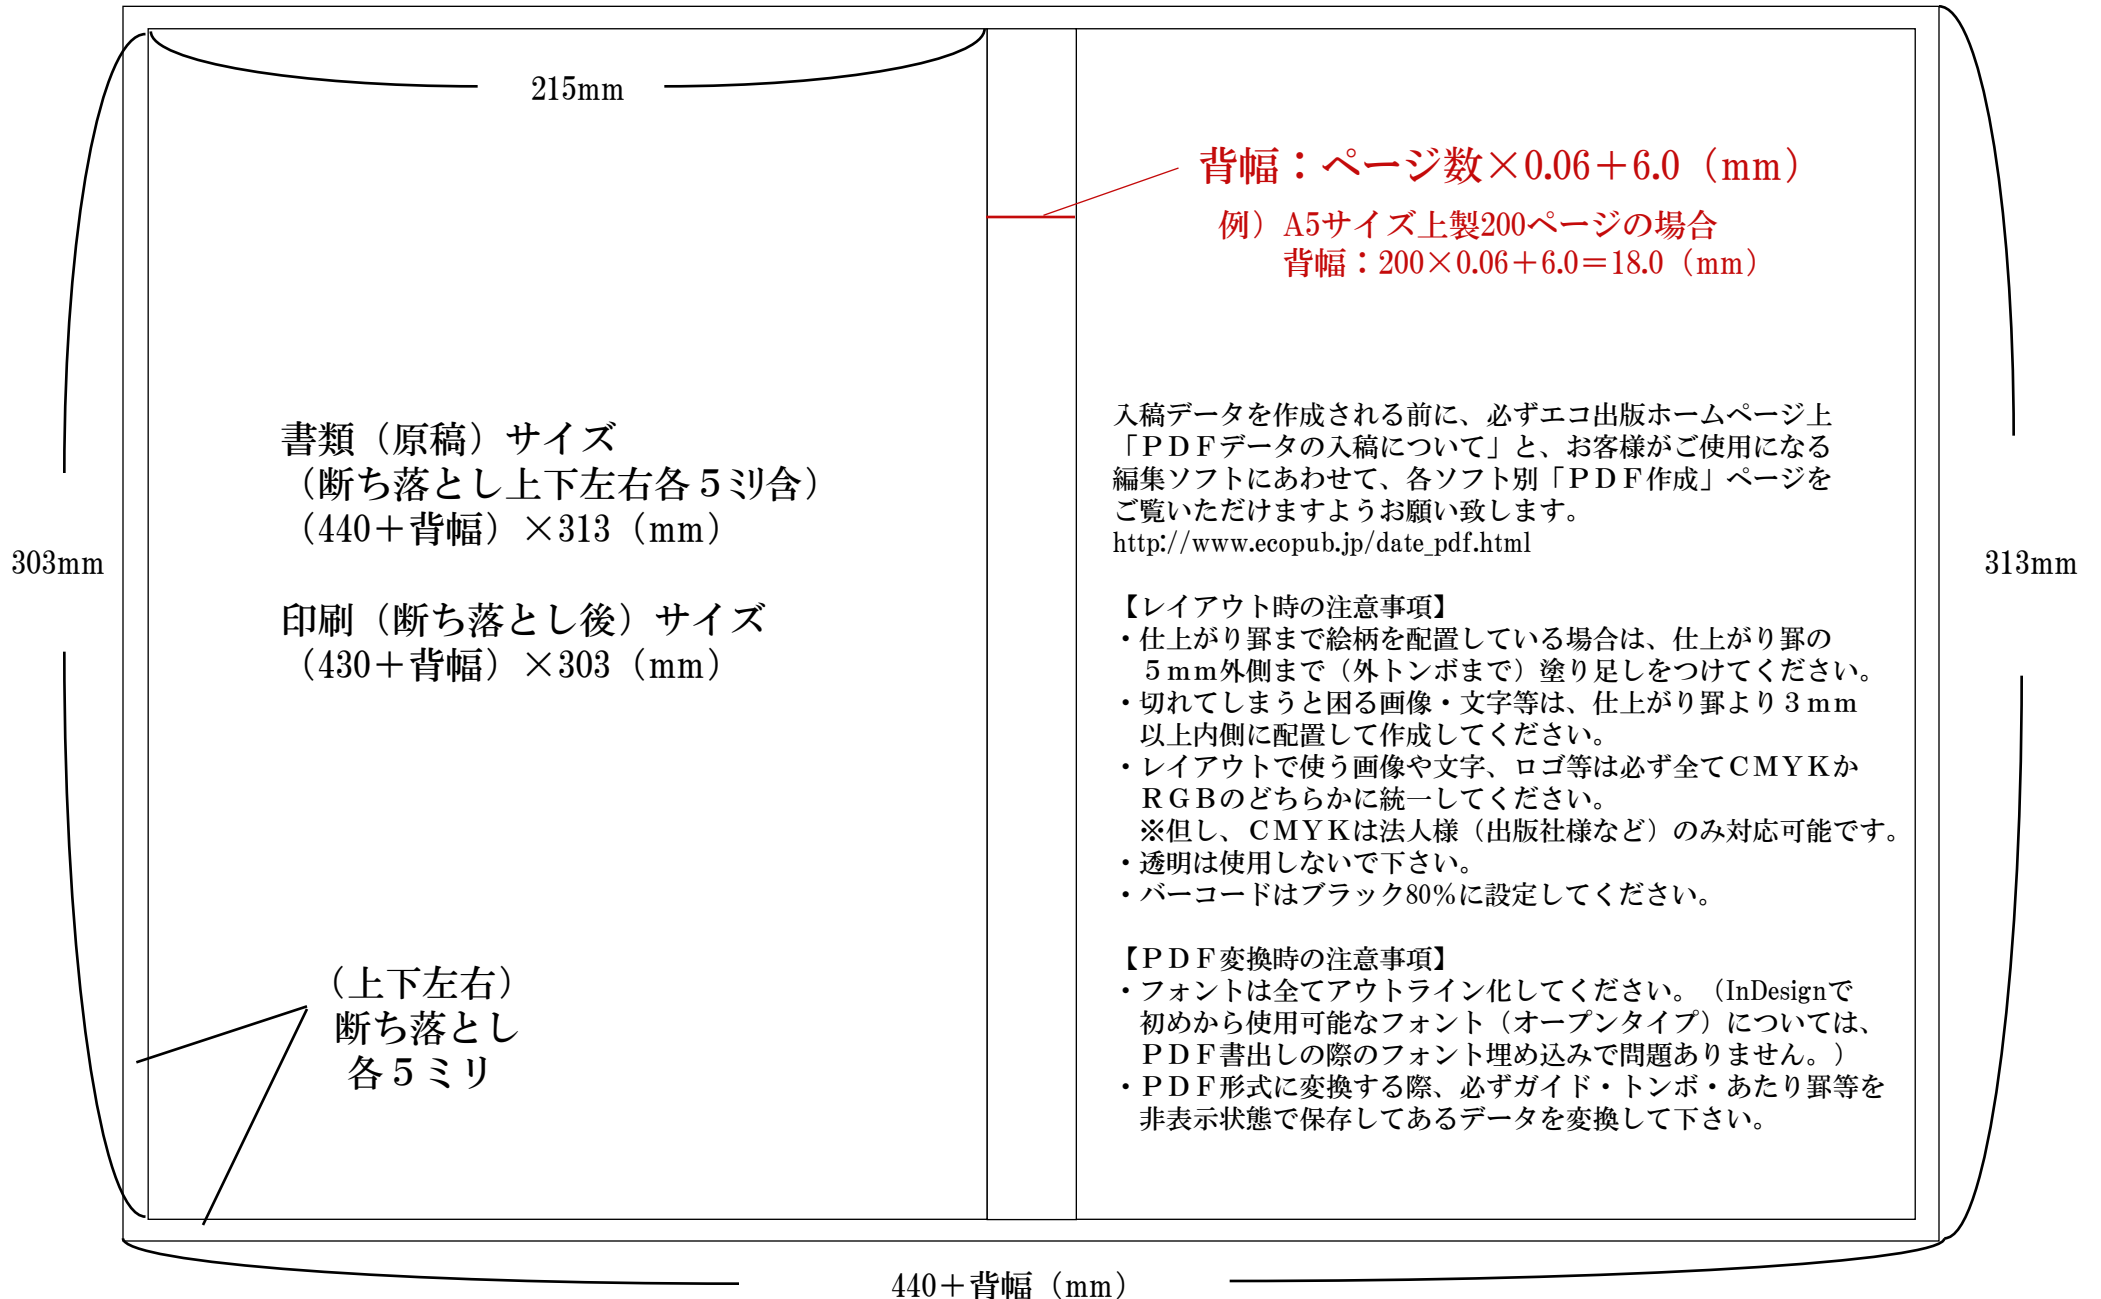 215mm
背幅：ページ数×0.06＋6.0（mm）
例）A5サイズ上製200ページの場合
背幅：200×0.06＋6.0＝18.0（mm）
書類（原稿）サイズ
（断ち落とし上下左右各５ミリ含）
（440＋背幅）×313（mm）
印刷（断ち落とし後）サイズ
（430＋背幅）×303（mm）
303mm
（上下左右）
断ち落とし
各５ミリ
入稿データを作成される前に、必ずエコ出版ホームページ上
「ＰＤＦデータの入稿について」と、お客様がご使用になる
編集ソフトにあわせて、各ソフト別「ＰＤＦ作成」ページを
ご覧いただけますようお願い致します。
http://www.ecopub.jp/date_pdf.html
【レイアウト時の注意事項】
・仕上がり罫まで絵柄を配置している場合は、仕上がり罫の
５ｍｍ外側まで（外トンボまで）塗り足しをつけてください。
・切れてしまうと困る画像・文字等は、仕上がり罫より３ｍｍ
以上内側に配置して作成してください。
・レイアウトで使う画像や文字、ロゴ等は必ず全てＣＭＹＫか
ＲＧＢのどちらかに統一してください。
※但し、ＣＭＹＫは法人様（出版社様など）のみ対応可能です。
・透明は使用しないで下さい。
・バーコードはブラック80％に設定してください。
【ＰＤＦ変換時の注意事項】
・フォントは全てアウトライン化してください。（InDesignで
初めから使用可能なフォント（オープンタイプ）については、
ＰＤＦ書出しの際のフォント埋め込みで問題ありません。）
・ＰＤＦ形式に変換する際、必ずガイド・トンボ・あたり罫等を
非表示状態で保存してあるデータを変換して下さい。
313mm
440＋背幅（mm）